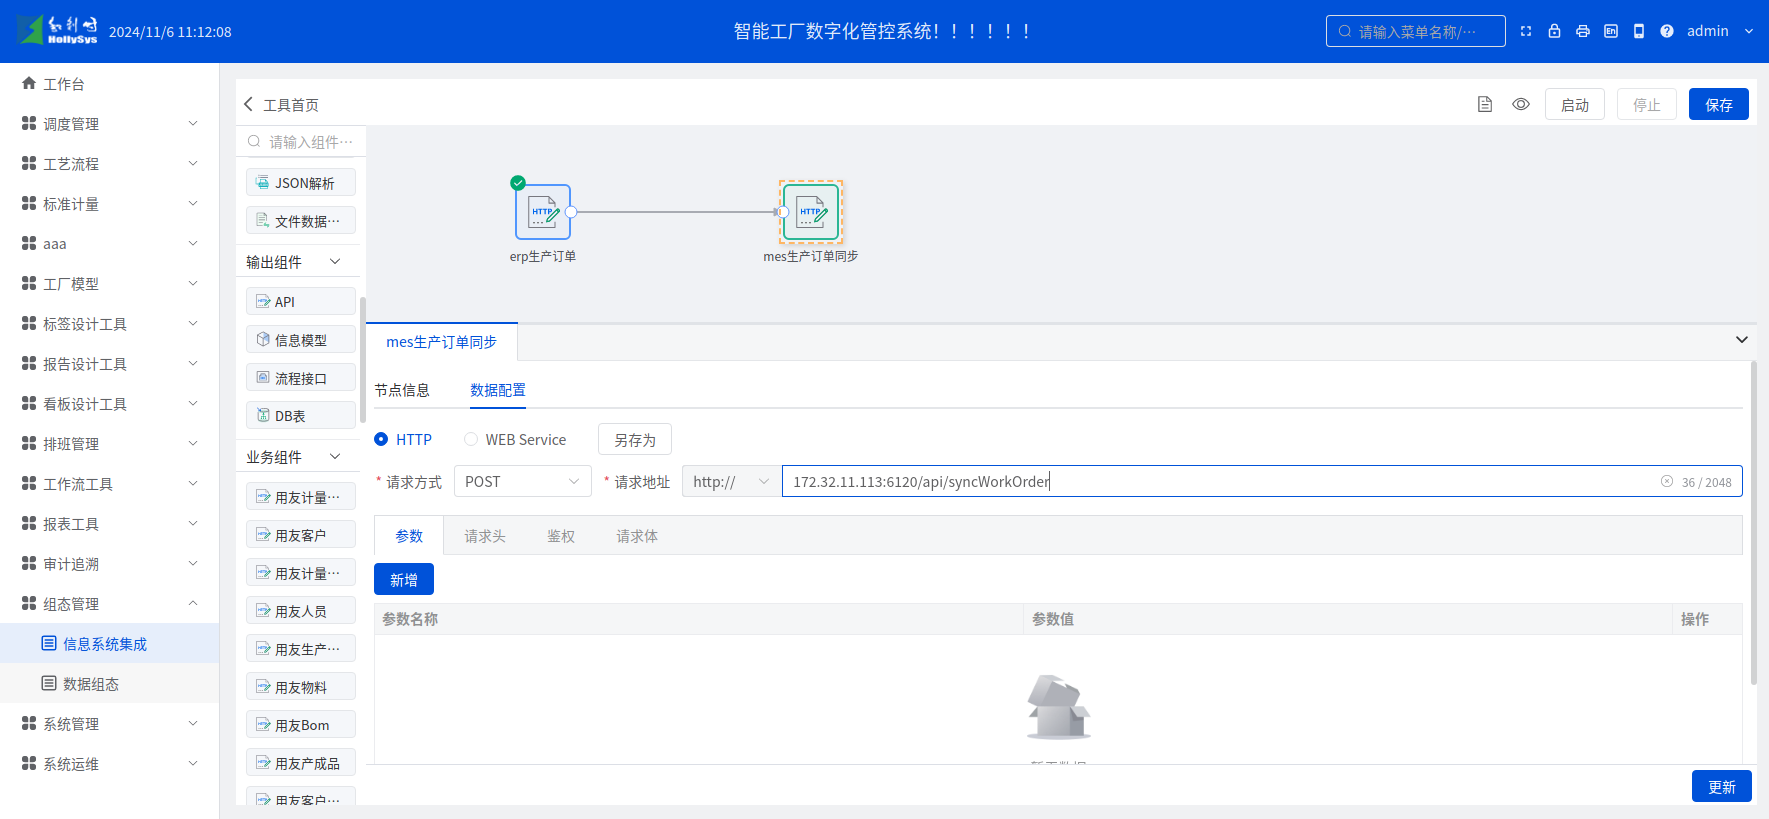 和利时
HollySys
2024/11/6 11:12:08
智能工厂数字化管控系统！！！！！！
请输入菜单名称/···
En
admin
工作台
调度管理
工艺流程
标准计量
aaa
工厂模型
标签设计工具
报告设计工具
看板设计工具
排班管理
工作流工具
报表工具
审计追溯
组态管理
信息系统集成
数据组态
系统管理
系统运维
工具首页
启动
停止
保存
请输入组件···
JSON解析
文件数据···
输出组件
API
信息模型
流程接口
DB表
业务组件
用友计量···
用友客户
用友计量···
用友人员
用友生产···
用友物料
用友Bom
用友产成品
用友客户···
HTTP
erp生产订单
HTTP
mes生产订单同步
mes生产订单同步
节点信息
数据配置
HTTP
WEB Service
另存为
* 请求方式
POST
* 请求地址
http://
172.32.11.113:6120/api/syncWorkOrder
36 / 2048
参数
请求头
鉴权
请求体
新增
参数名称
参数值
操作
更新